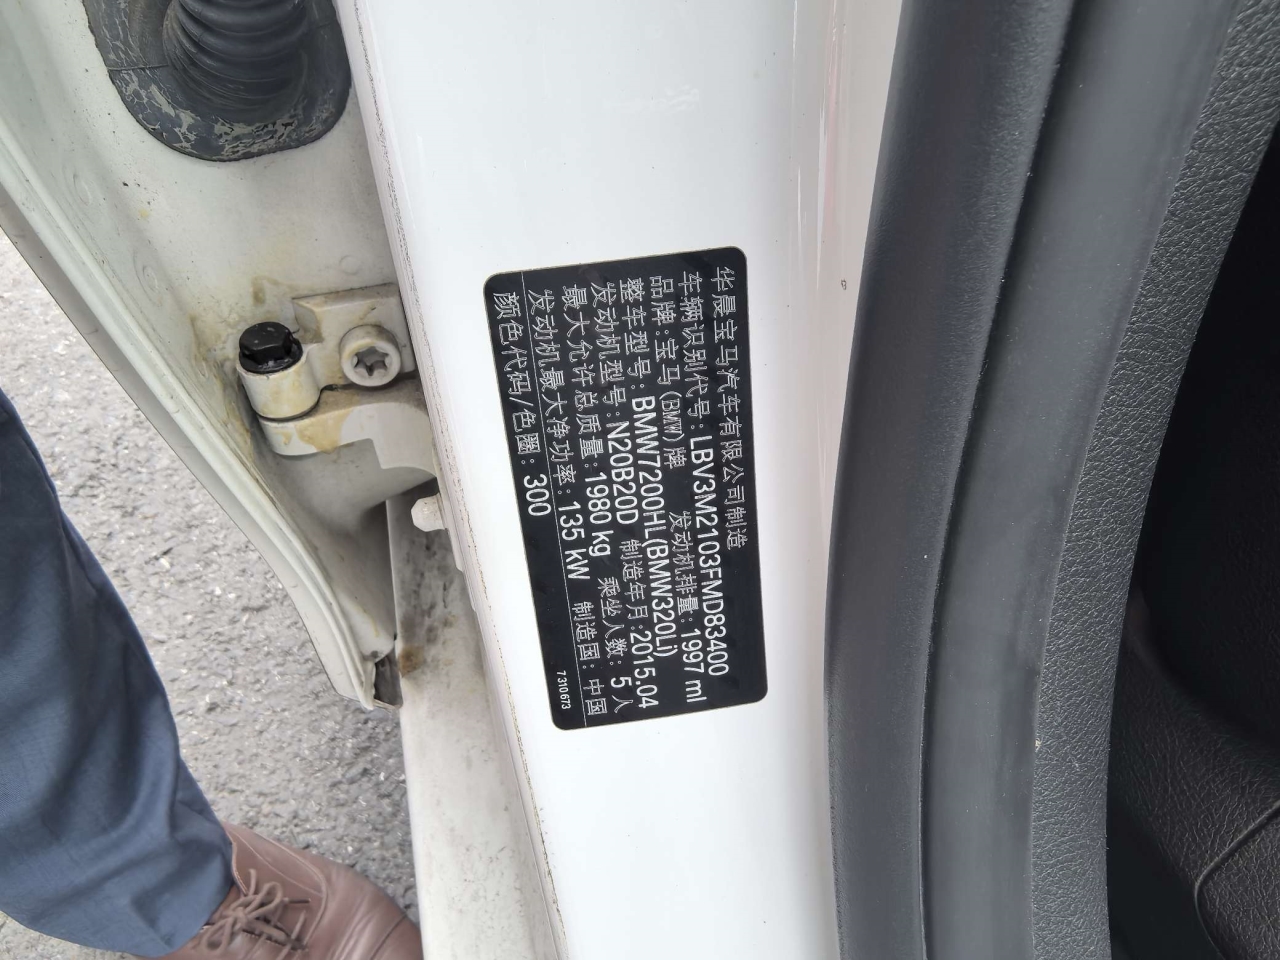 华晨宝马汽车有限公司制造
车辆识别代号: LBV3M2103FMD83400
品牌: 宝马(BMW)牌 发动机排量: 1997 ml
整车型号: BMW7200HL(BMW320Li)
发动机型号: N20B20D 制造年月: 2015.04
最大允许总质量: 1980 kg 乘坐人数: 5 人
发动机最大净功率: 135 kW 制造国: 中国
颜色代码/色圈: 300 7310673